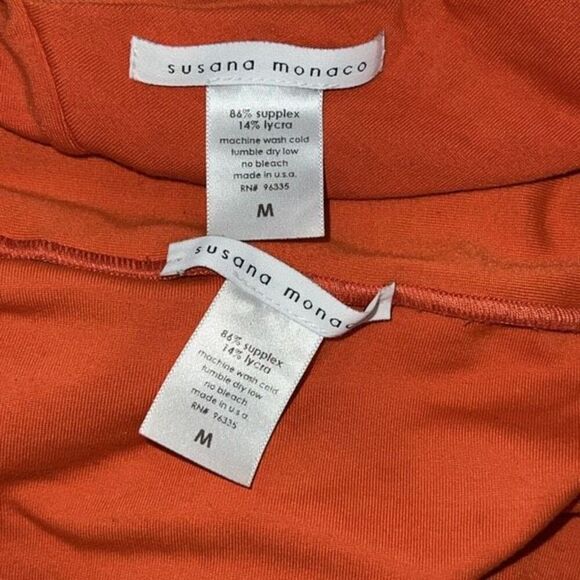 susana monaco
86% supplex
14% lycra
machine wash cold
tumble dry low
no bleach
made in u.s.a.
RN# 96335
M
susana monaco
86% supplex
14% lycra
machine wash cold
tumble dry low
no bleach
made in u.s.a.
RN# 96335
M